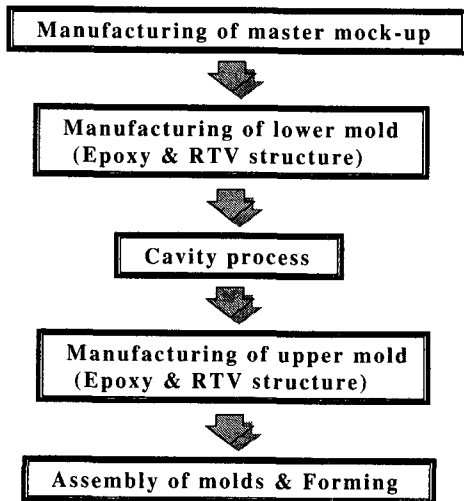 Manufacturing of master mock-up
Manufacturing of lower mold
(Epoxy & RTV structure)
Cavity process
Manufacturing of upper mold
(Epoxy & RTV structure)
Assembly of molds & Forming